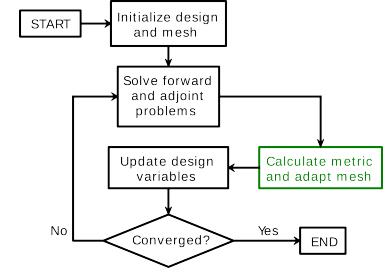 START
Initialize design
and mesh
Solve forward
and adjoint
problems
Update design
variables
Calculate metric
and adapt mesh
No
Converged?
Yes
END